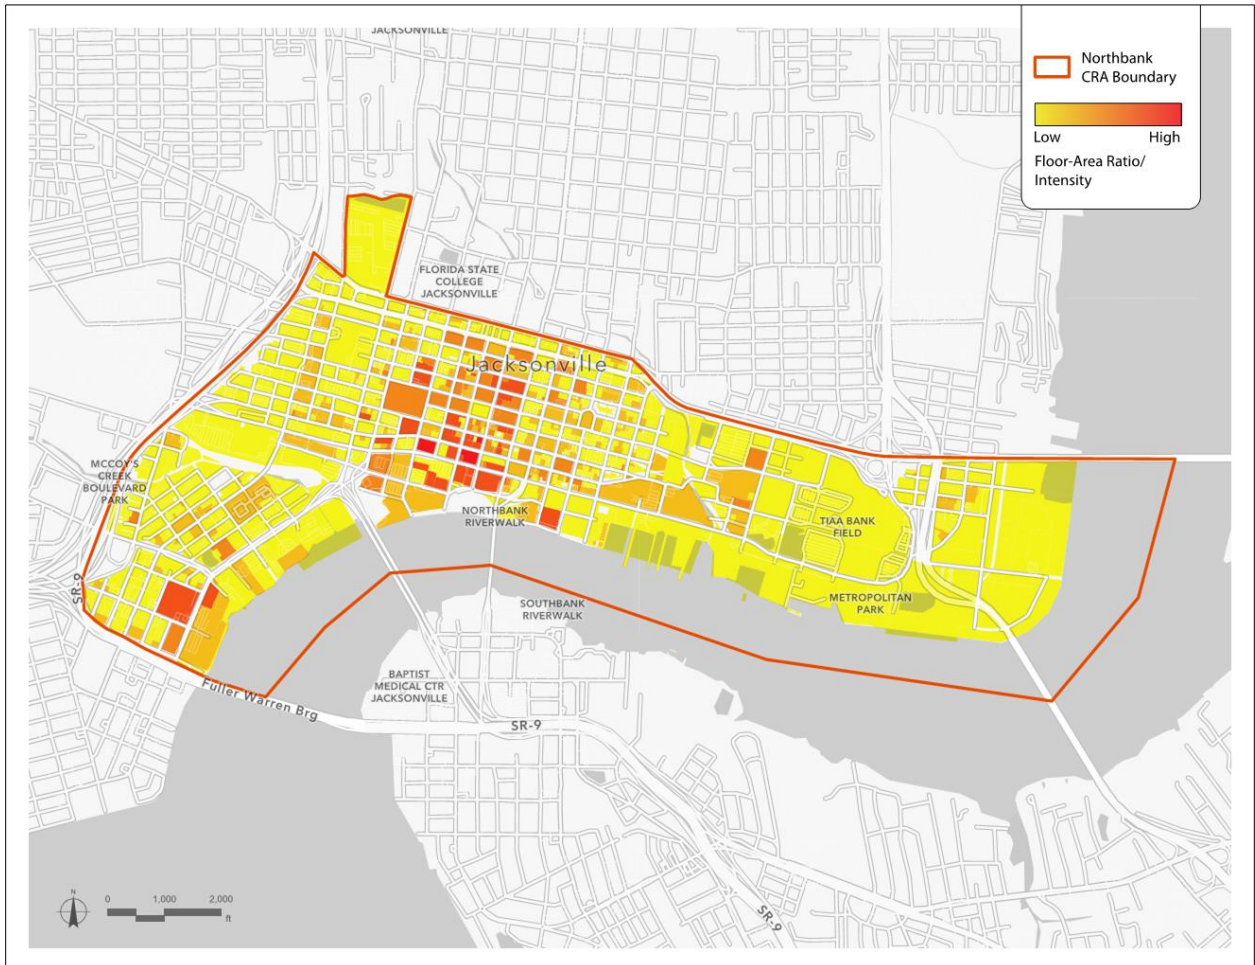 JACKSONVILLE
Northbank
CRA Boundary
Low
High
Floor-Area Ratio/
Intensity
FLORIDA STATE
COLLEGE
JACKSONVILLE
Jacksonville
MCCOY'S
CREEK
BOULEVARD
PARK
NORTHBANK
RIVERWALK
TIAA BANK
FIELD
METROPOLITAN
PARK
SR-9
SOUTHBANK
RIVERWALK
BAPTIST
MEDICAL CTR
JACKSONVILLE
Fuller Warren Brg
SR-9
SR-9
N
0
1,000
2,000
ft